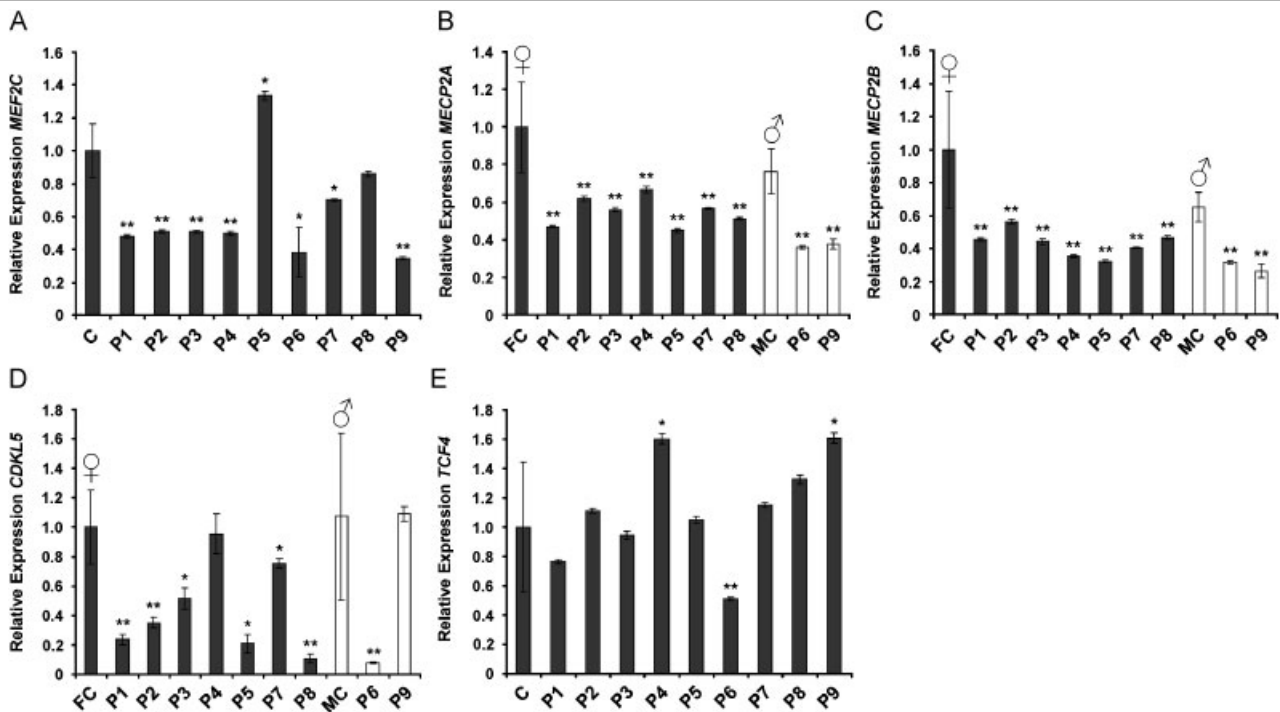 A
Relative Expression MEF2C
1.6
1.4
1.2
1.0
0.8
0.6
0.4
0.2
0
** ** ** ** * * * **
C P1 P2 P3 P4 P5 P6 P7 P8 P9
B
Relative Expression MECP2A
1.4
1.2
1.0
0.8
0.6
0.4
0.2
0
♀ ♂
** ** ** ** ** ** ** ** **
FC P1 P2 P3 P4 P5 P7 P8 MC P6 P9
C
Relative Expression MECP2B
1.6
1.4
1.2
1.0
0.8
0.6
0.4
0.2
0
♀ ♂
** ** ** ** ** ** ** ** **
FC P1 P2 P3 P4 P5 P7 P8 MC P6 P9
D
Relative Expression CDKL5
1.8
1.6
1.4
1.2
1.0
0.8
0.6
0.4
0.2
0
♀ ♂
** ** * * * ** **
FC P1 P2 P3 P4 P5 P7 P8 MC P6 P9
E
Relative Expression TCF4
1.8
1.6
1.4
1.2
1.0
0.8
0.6
0.4
0.2
0
* ** *
C P1 P2 P3 P4 P5 P6 P7 P8 P9